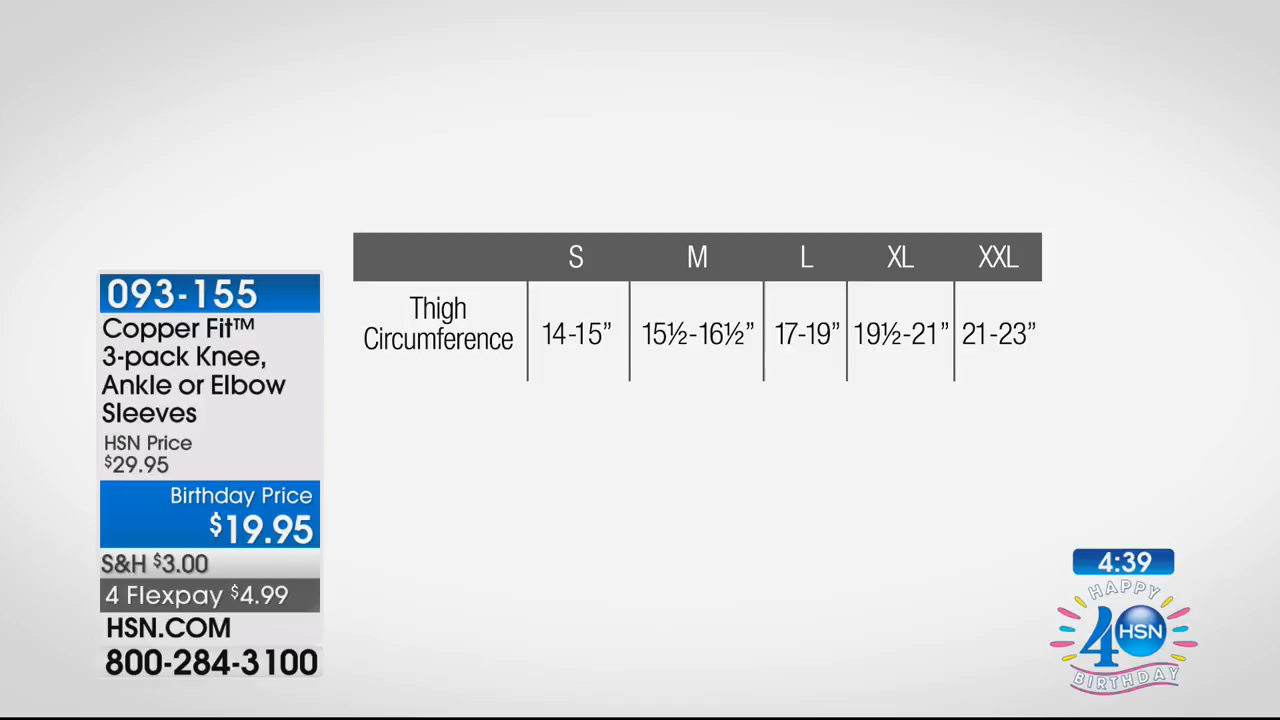 S M L XL XXL
Thigh
Circumference
14-15” 15½-16½” 17-19” 19½-21” 21-23”
093-155
Copper Fit™
3-pack Knee,
Ankle or Elbow
Sleeves
HSN Price
$29.95
Birthday Price
$19.95
S&H $3.00
4 Flexpay $4.99
HSN.COM
800-284-3100
4:39
HAPPY
40 HSN
BIRTHDAY